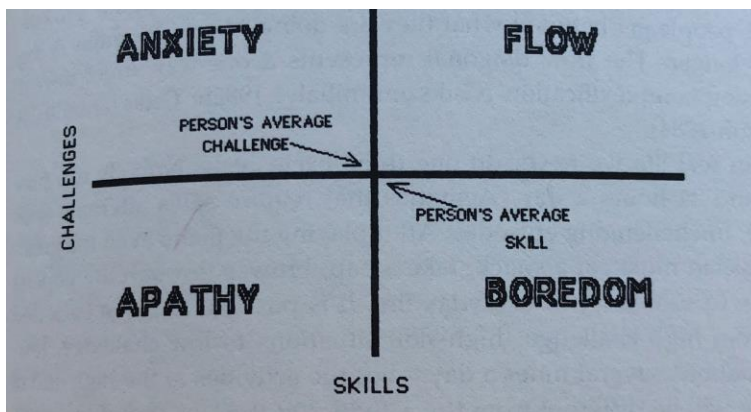 ANXIETY
FLOW
PERSON'S AVERAGE
CHALLENGE
CHALLENGES
PERSON'S AVERAGE
SKILL
APATHY
BOREDOM
SKILLS